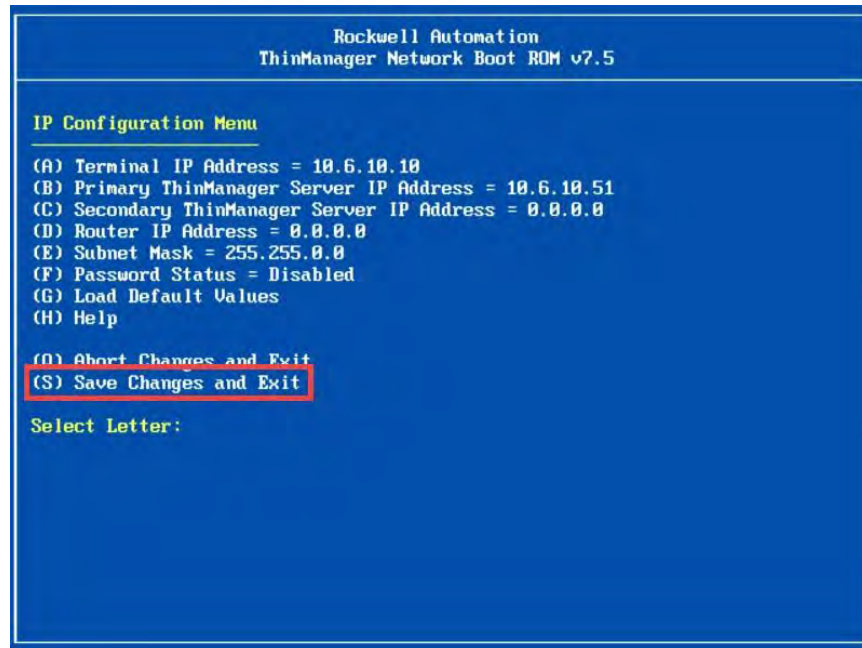 Rockwell Automation
ThinManager Network Boot ROM v7.5
IP Configuration Menu
(A) Terminal IP Address = 10.6.10.10
(B) Primary ThinManager Server IP Address = 10.6.10.51
(C) Secondary ThinManager Server IP Address = 0.0.0.0
(D) Router IP Address = 0.0.0.0
(E) Subnet Mask = 255.255.0.0
(F) Password Status = Disabled
(G) Load Default Values
(H) Help
(Q) Abort Changes and Exit
(S) Save Changes and Exit
Select Letter: